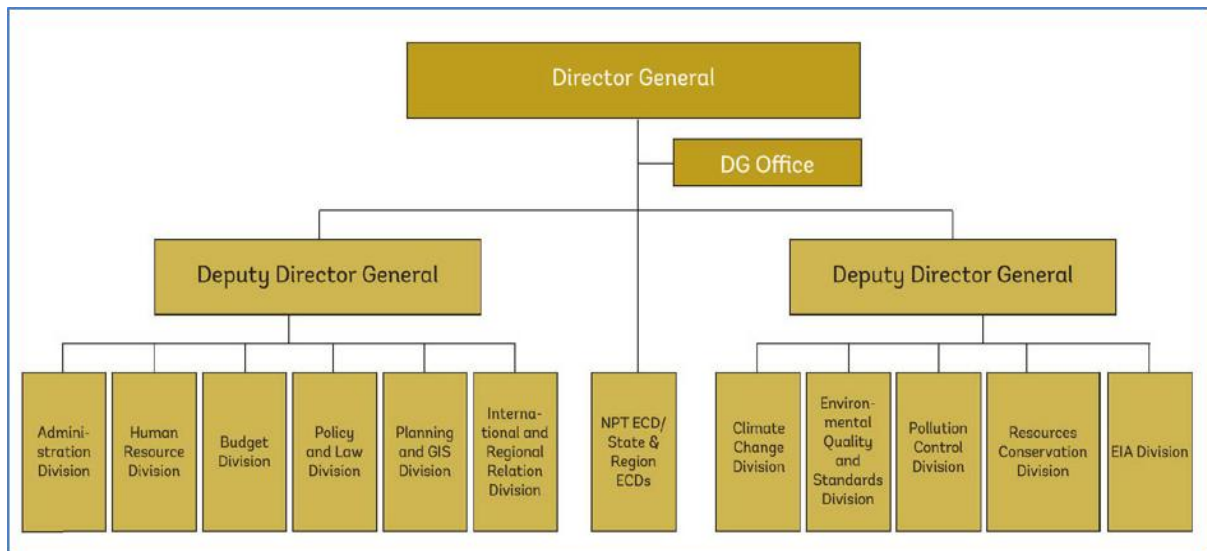 Director General
DG Office
Deputy Director General
Deputy Director General
Admini-
stration
Division
Human
Resource
Division
Budget
Division
Policy
and Law
Division
Planning
and GIS
Division
Interna-
tional and
Regional
Relation
Division
NPT ECD/
State &
Region
ECDs
Climate
Change
Division
Environ-
mental
Quality
and
Standards
Division
Pollution
Control
Division
Resources
Conservation
Division
EIA Division